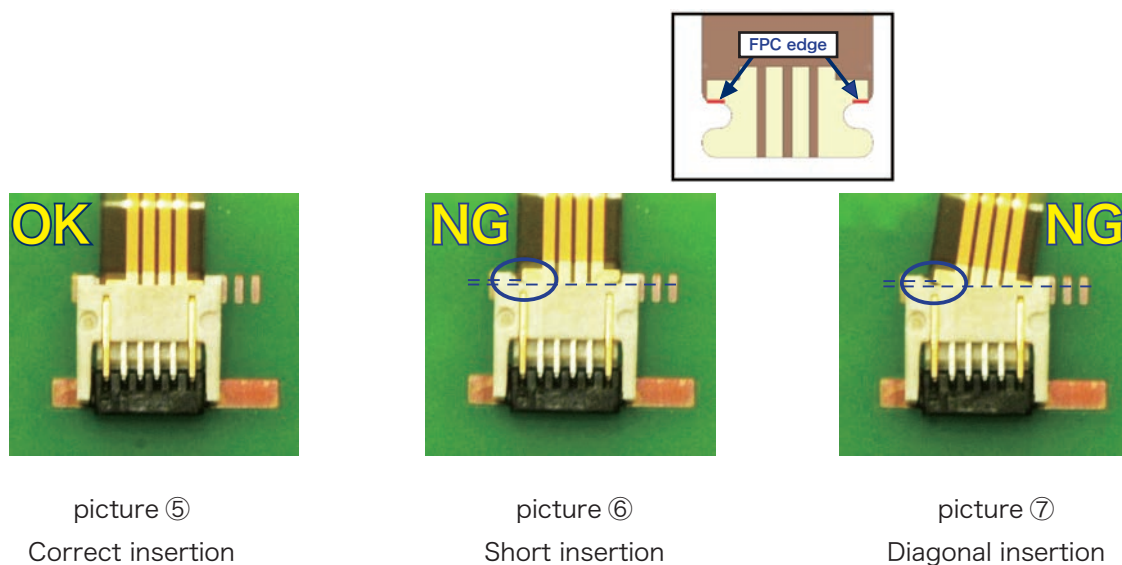 FPC edge
OK
NG
NG
picture ⑤
Correct insertion
picture ⑥
Short insertion
picture ⑦
Diagonal insertion